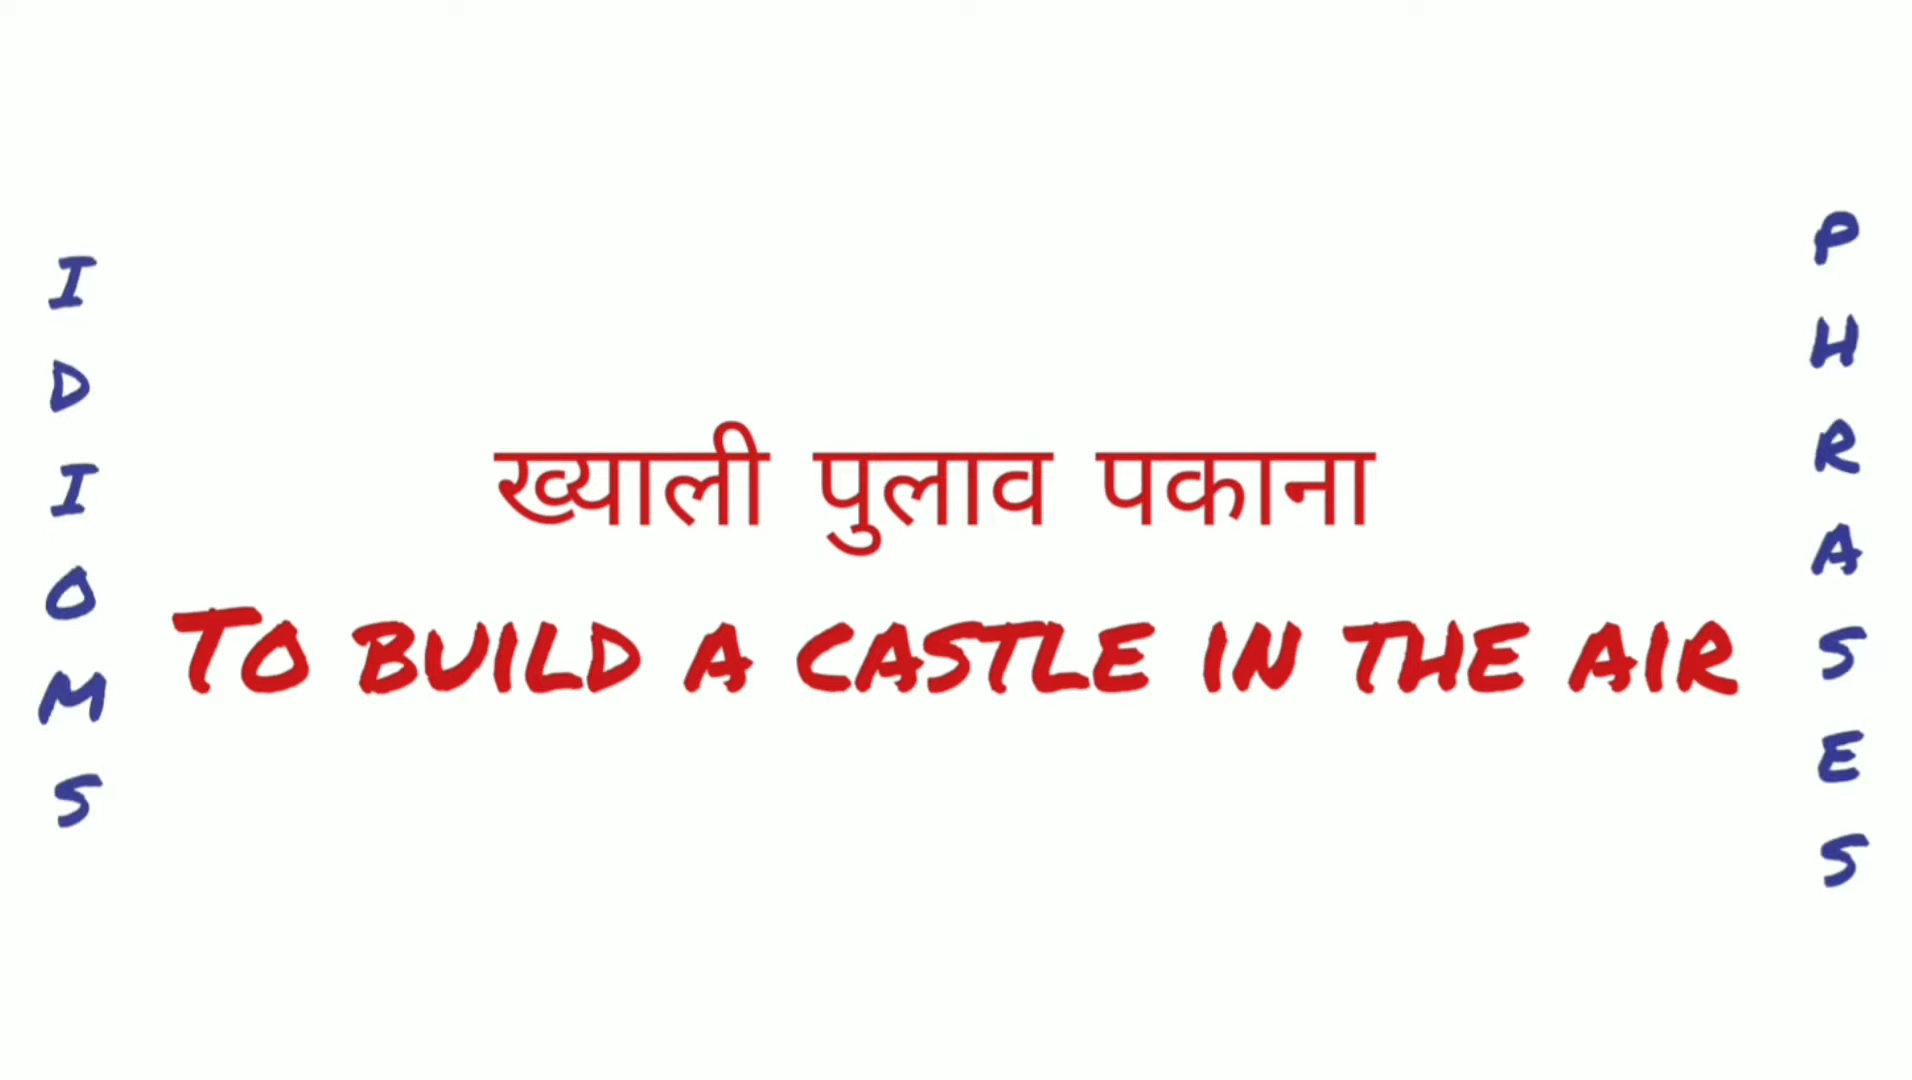 IDIOMS
ख्याली पुलाव पकाना
To build a castle in the air
PHRASES